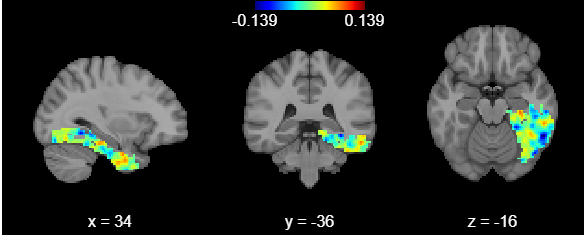 -0.139 0.139
x = 34 y = -36 z = -16